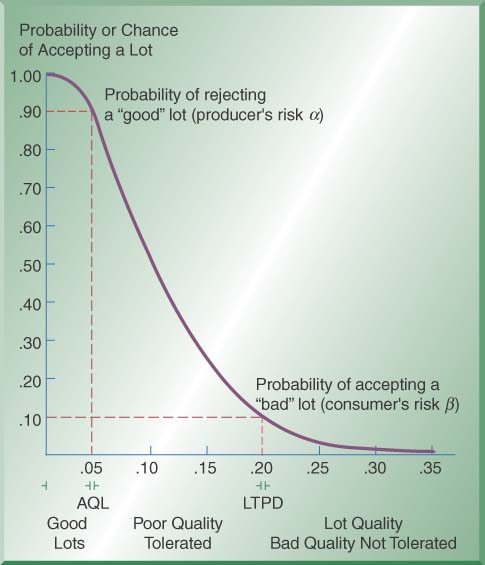 Probability or Chance
of Accepting a Lot
1.00
.90
.80
.70
.60
.50
.40
.30
.20
.10
Probability of rejecting
a “good” lot (producer's risk α)
Probability of accepting a
“bad” lot (consumer's risk β)
.05 .10 .15 .20 .25 .30 .35
AQL LTPD
Good Poor Quality Lot Quality
Lots Tolerated Bad Quality Not Tolerated